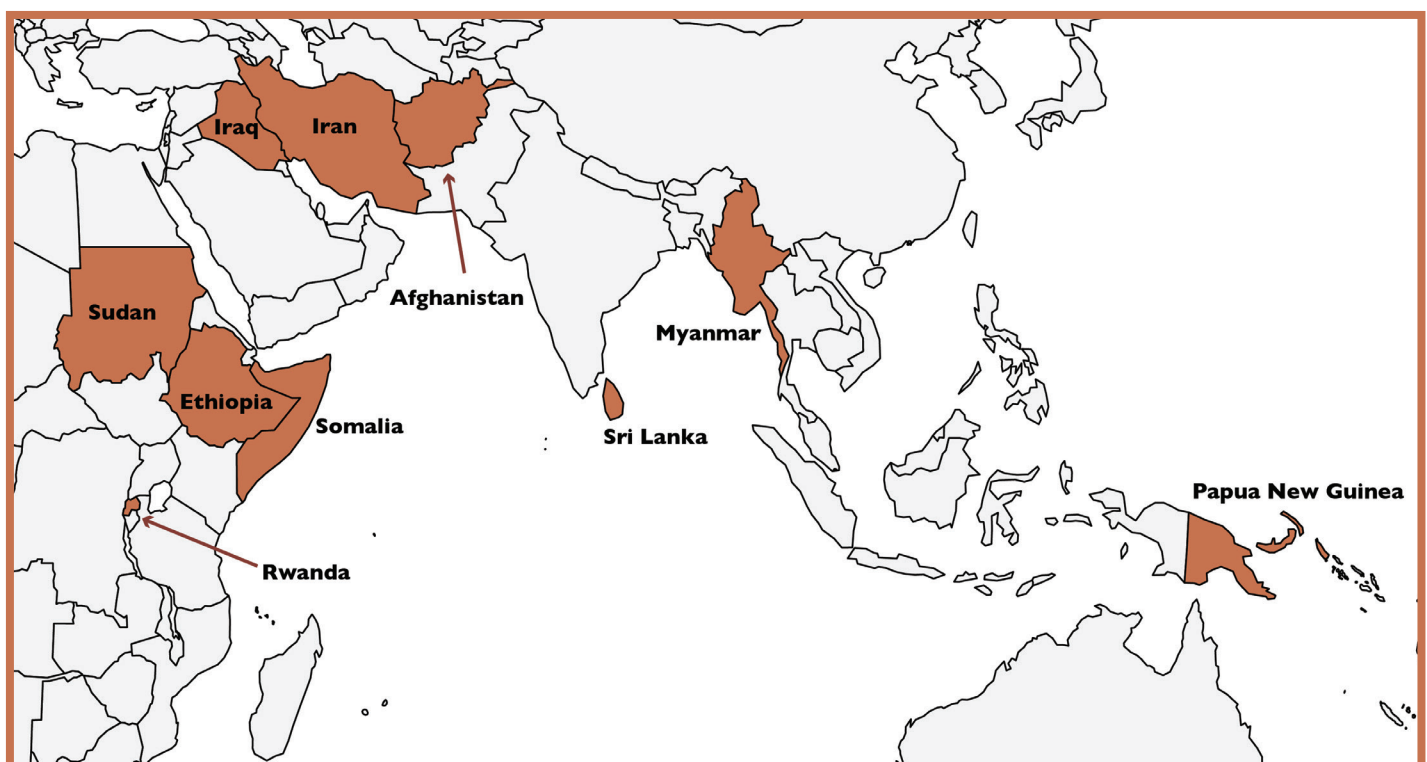 Iraq
Iran
Afghanistan
Sudan
Myanmar
Ethiopia
Somalia
Sri Lanka
Papua New Guinea
Rwanda